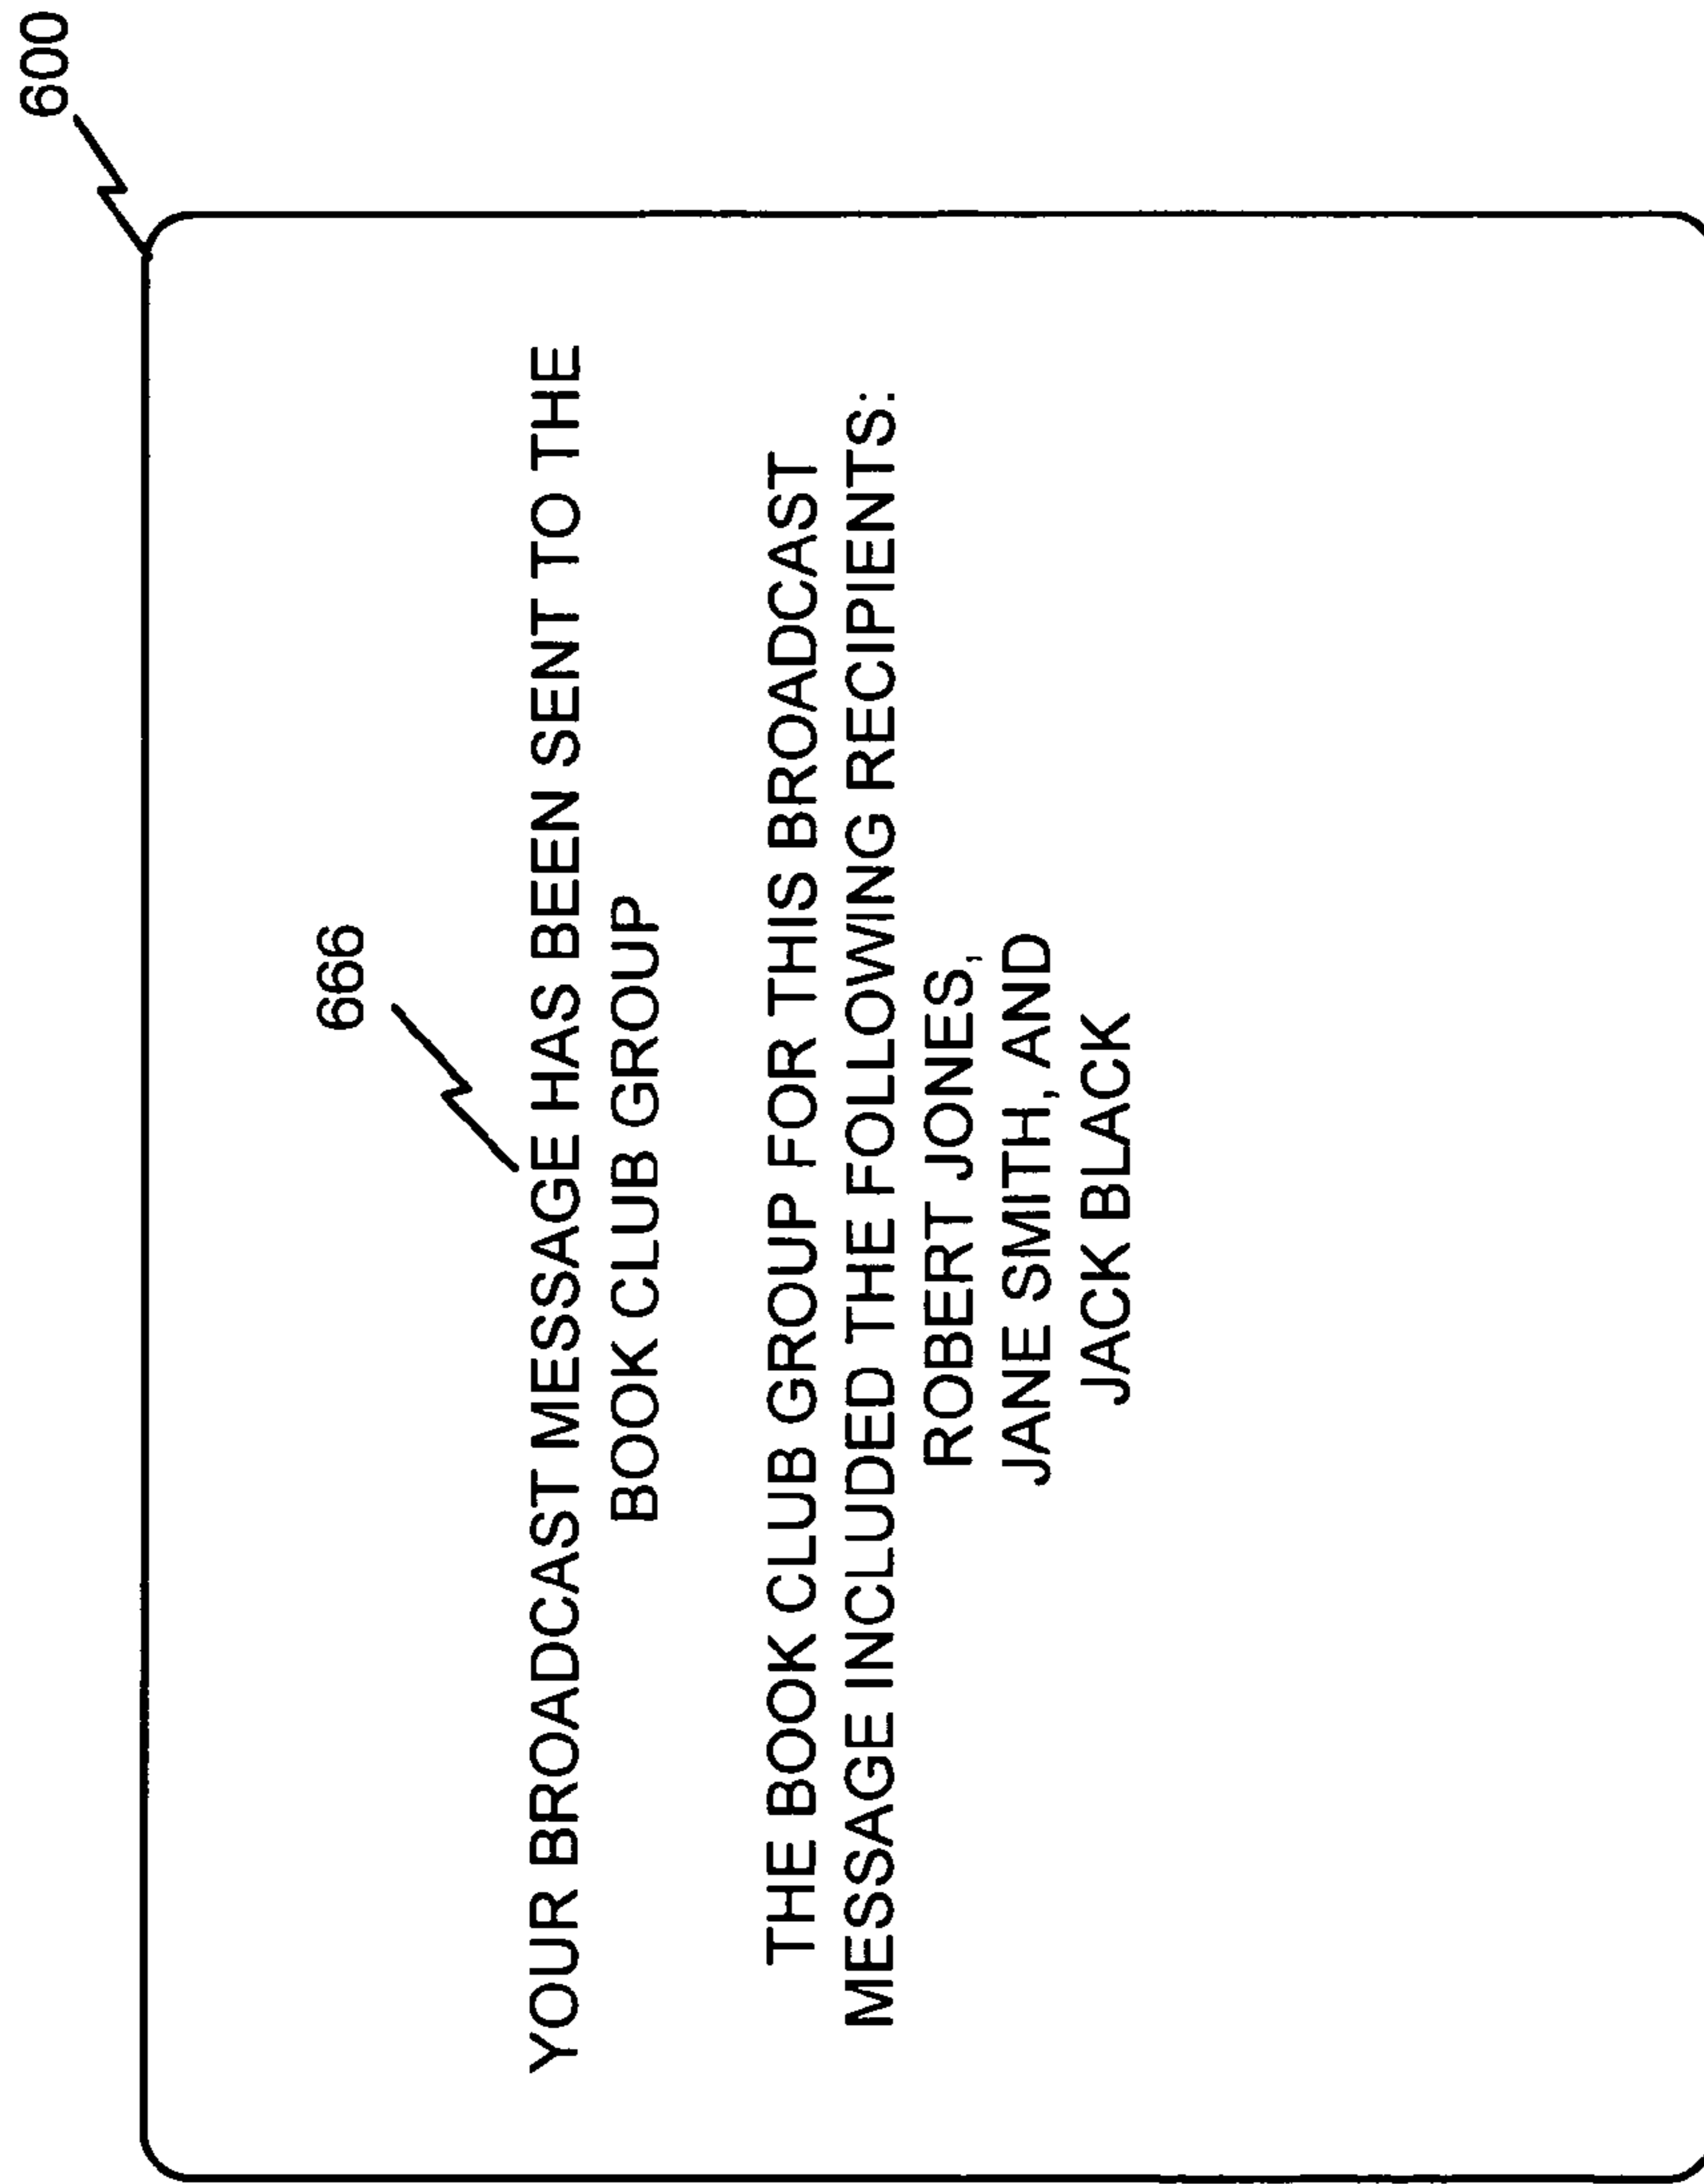 600
666
YOUR BROADCAST MESSAGE HAS BEEN SENT TO THE
BOOK CLUB GROUP
THE BOOK CLUB GROUP FOR THIS BROADCAST
MESSAGE INCLUDED THE FOLLOWING RECIPIENTS:
ROBERT JONES,
JANE SMITH, AND
JACK BLACK